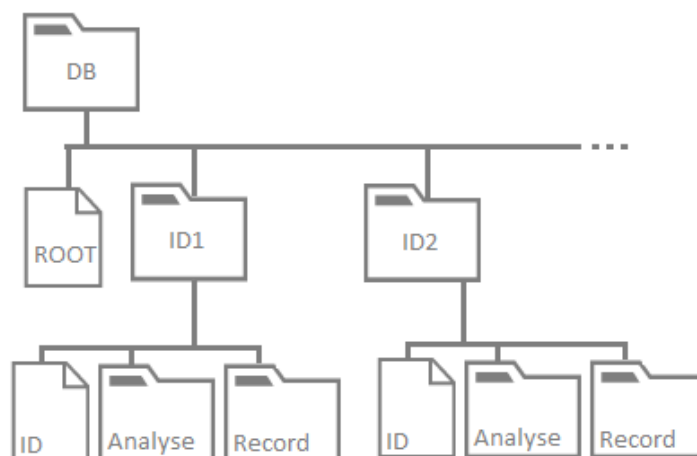 DB
ROOT
ID1
ID2
ID
Analyse
Record
ID
Analyse
Record